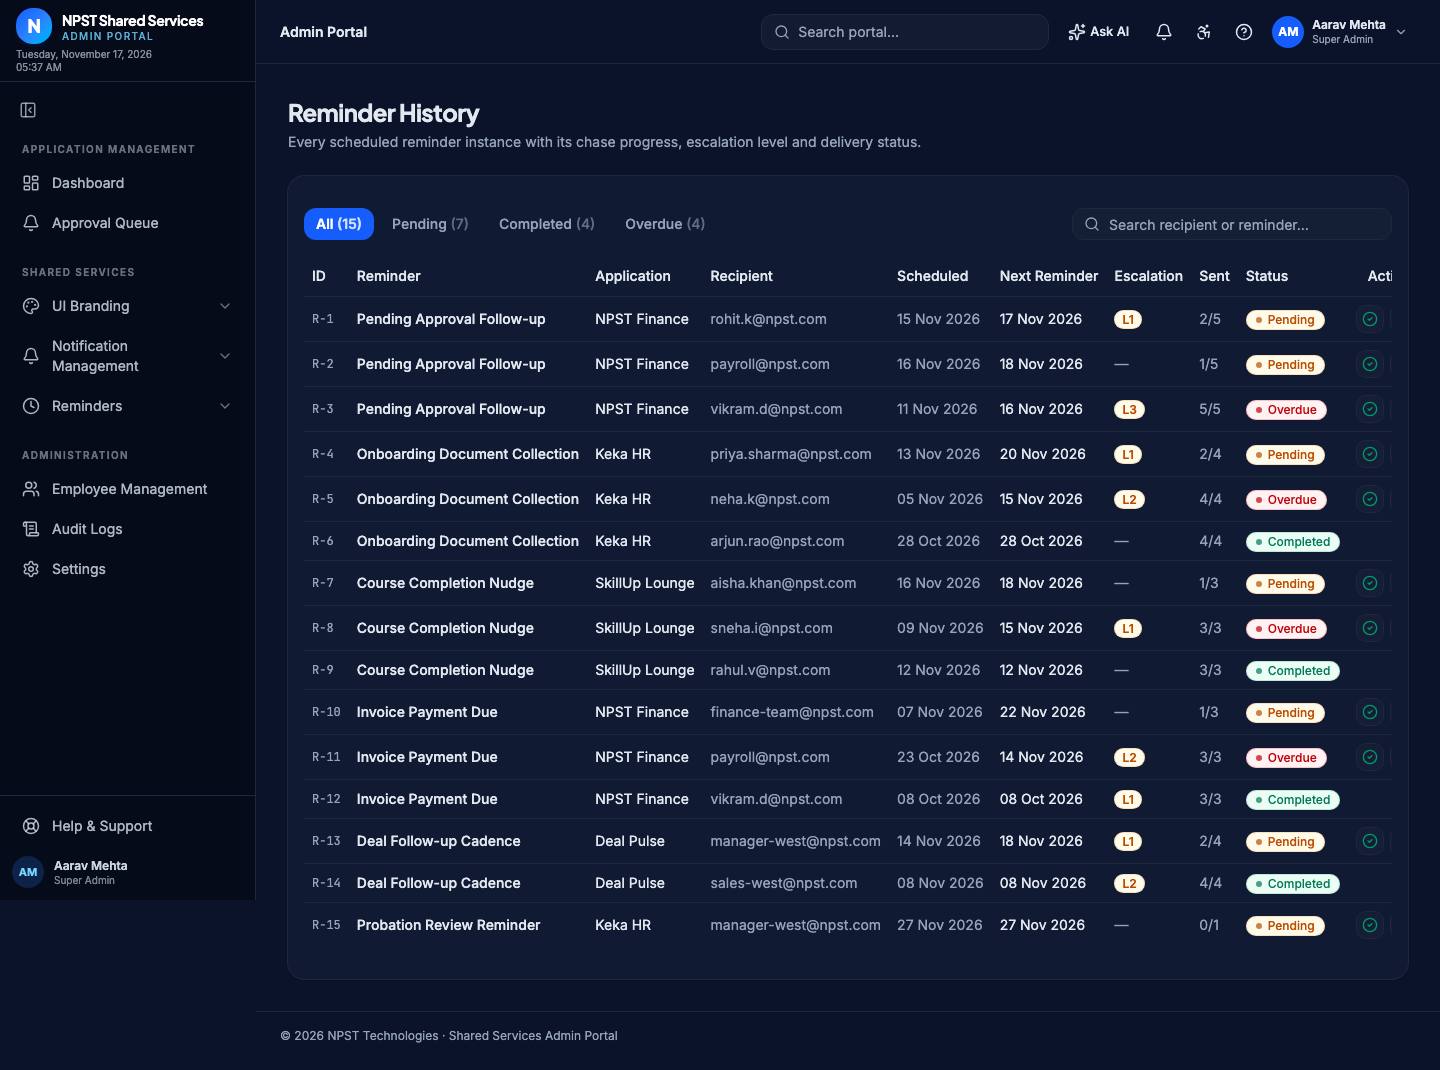 N
NPST Shared Services
ADMIN PORTAL
Tuesday, November 17, 2026
05:37 AM
APPLICATION MANAGEMENT
Dashboard
Approval Queue
SHARED SERVICES
UI Branding
Notification
Management
Reminders
ADMINISTRATION
Employee Management
Audit Logs
Settings
Help & Support
AM
Aarav Mehta
Super Admin
Admin Portal
Search portal...
Ask AI
AM
Aarav Mehta
Super Admin
Reminder History
Every scheduled reminder instance with its chase progress, escalation level and delivery status.
All (15) Pending (7) Completed (4) Overdue (4) Search recipient or reminder...
ID Reminder Application Recipient Scheduled Next Reminder Escalation Sent Status Acti
R-1 Pending Approval Follow-up NPST Finance rohit.k@npst.com 15 Nov 2026 17 Nov 2026 L1 2/5 Pending
R-2 Pending Approval Follow-up NPST Finance payroll@npst.com 16 Nov 2026 18 Nov 2026 — 1/5 Pending
R-3 Pending Approval Follow-up NPST Finance vikram.d@npst.com 11 Nov 2026 16 Nov 2026 L3 5/5 Overdue
R-4 Onboarding Document Collection Keka HR priya.sharma@npst.com 13 Nov 2026 20 Nov 2026 L1 2/4 Pending
R-5 Onboarding Document Collection Keka HR neha.k@npst.com 05 Nov 2026 15 Nov 2026 L2 4/4 Overdue
R-6 Onboarding Document Collection Keka HR arjun.rao@npst.com 28 Oct 2026 28 Oct 2026 — 4/4 Completed
R-7 Course Completion Nudge SkillUp Lounge aisha.khan@npst.com 16 Nov 2026 18 Nov 2026 — 1/3 Pending
R-8 Course Completion Nudge SkillUp Lounge sneha.i@npst.com 09 Nov 2026 15 Nov 2026 L1 3/3 Overdue
R-9 Course Completion Nudge SkillUp Lounge rahul.v@npst.com 12 Nov 2026 12 Nov 2026 — 3/3 Completed
R-10 Invoice Payment Due NPST Finance finance-team@npst.com 07 Nov 2026 22 Nov 2026 — 1/3 Pending
R-11 Invoice Payment Due NPST Finance payroll@npst.com 23 Oct 2026 14 Nov 2026 L2 3/3 Overdue
R-12 Invoice Payment Due NPST Finance vikram.d@npst.com 08 Oct 2026 08 Oct 2026 L1 3/3 Completed
R-13 Deal Follow-up Cadence Deal Pulse manager-west@npst.com 14 Nov 2026 18 Nov 2026 L1 2/4 Pending
R-14 Deal Follow-up Cadence Deal Pulse sales-west@npst.com 08 Nov 2026 08 Nov 2026 L2 4/4 Completed
R-15 Probation Review Reminder Keka HR manager-west@npst.com 27 Nov 2026 27 Nov 2026 — 0/1 Pending
© 2026 NPST Technologies · Shared Services Admin Portal